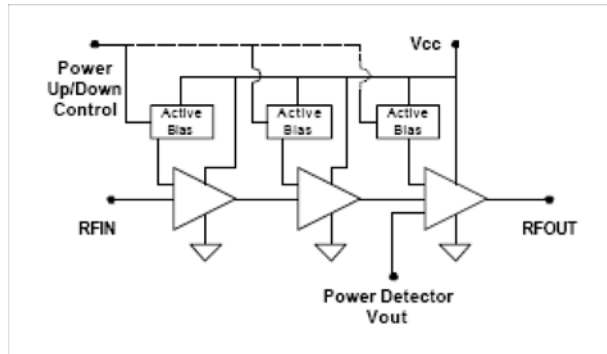 Power
Up/Down
Control
Vcc
Active
Bias
Active
Bias
Active
Bias
RFIN
RFOUT
Power Detector
Vout